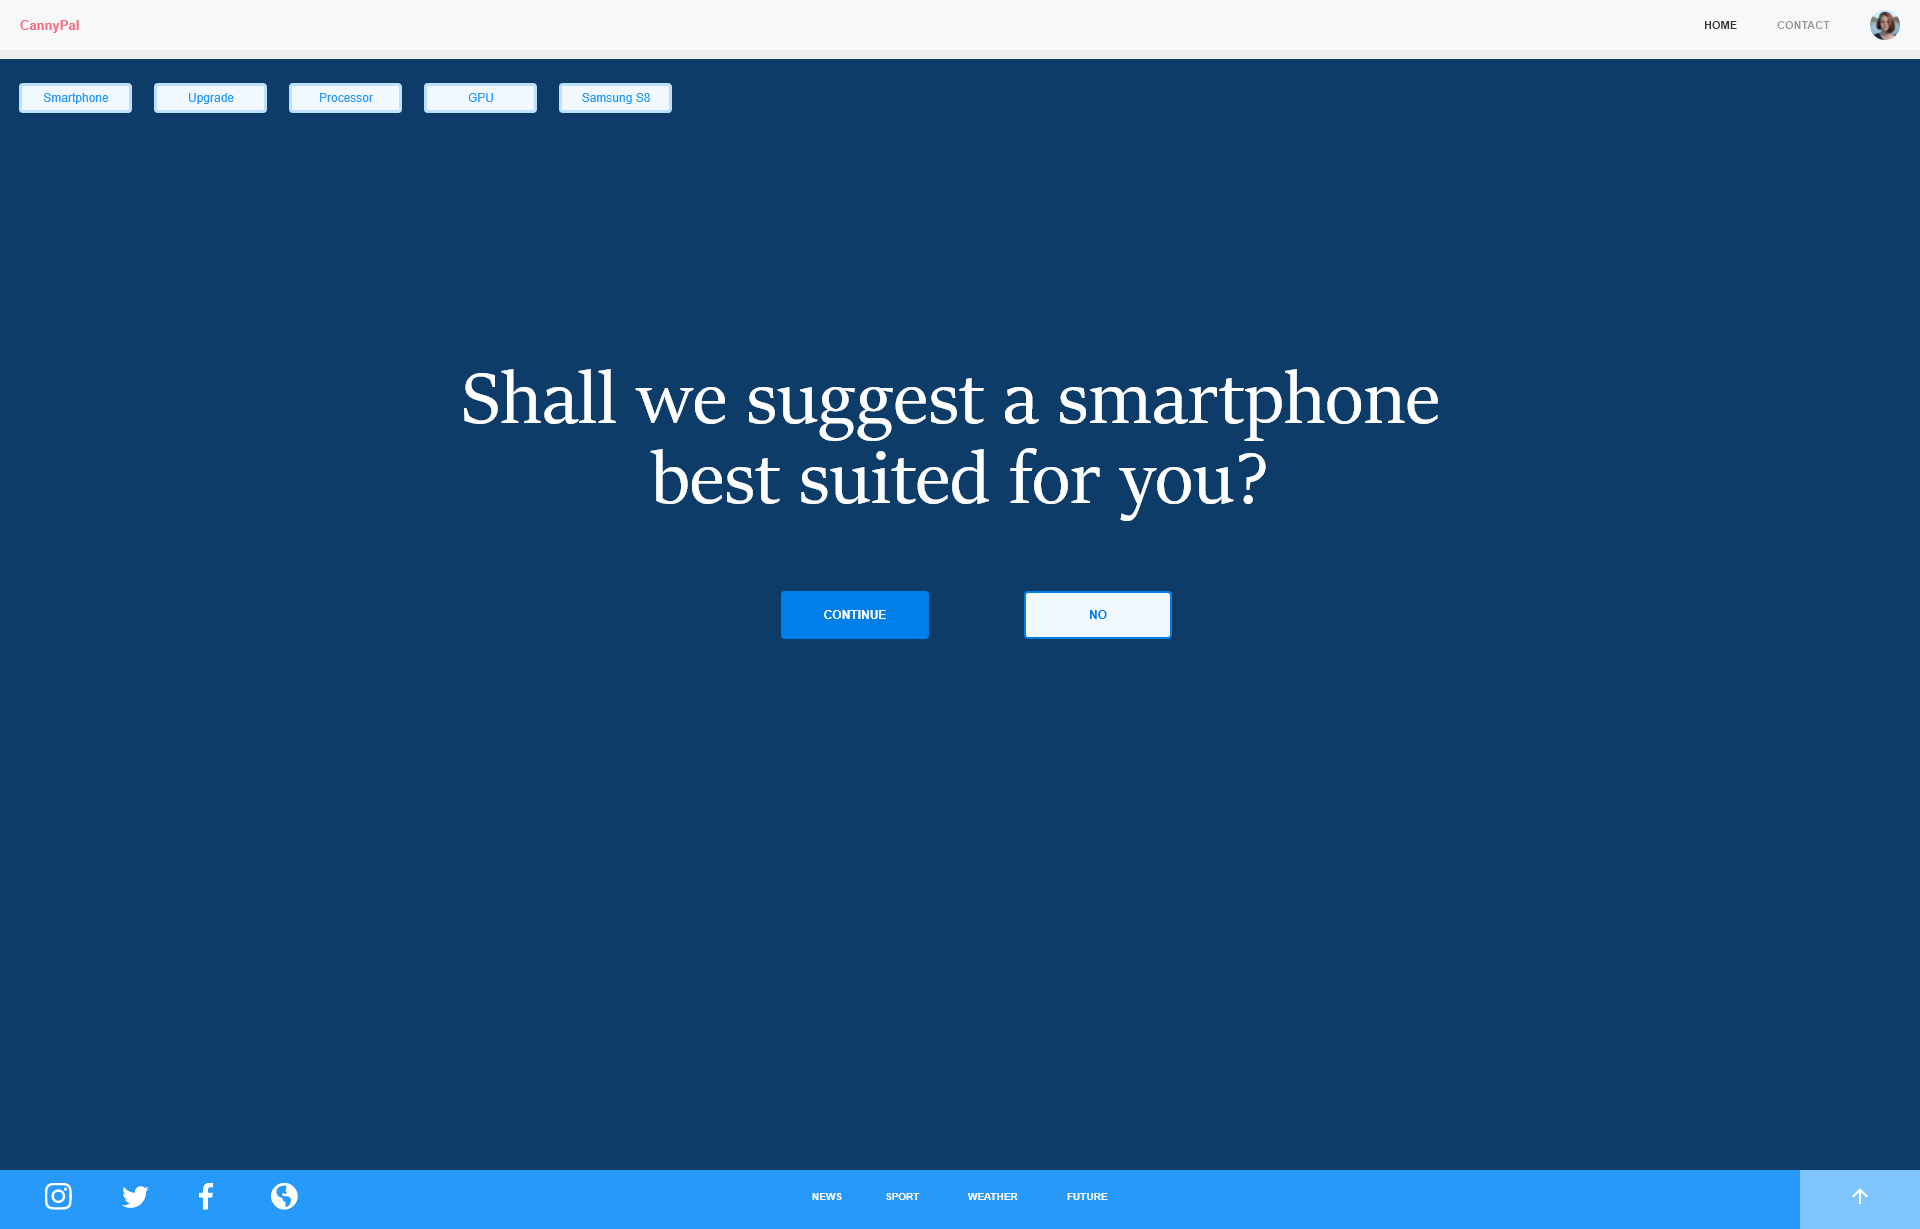 CannyPal
HOME
CONTACT
Smartphone
Upgrade
Processor
GPU
Samsung S8
Shall we suggest a smartphone
best suited for you?
CONTINUE
NO
NEWS
SPORT
WEATHER
FUTURE